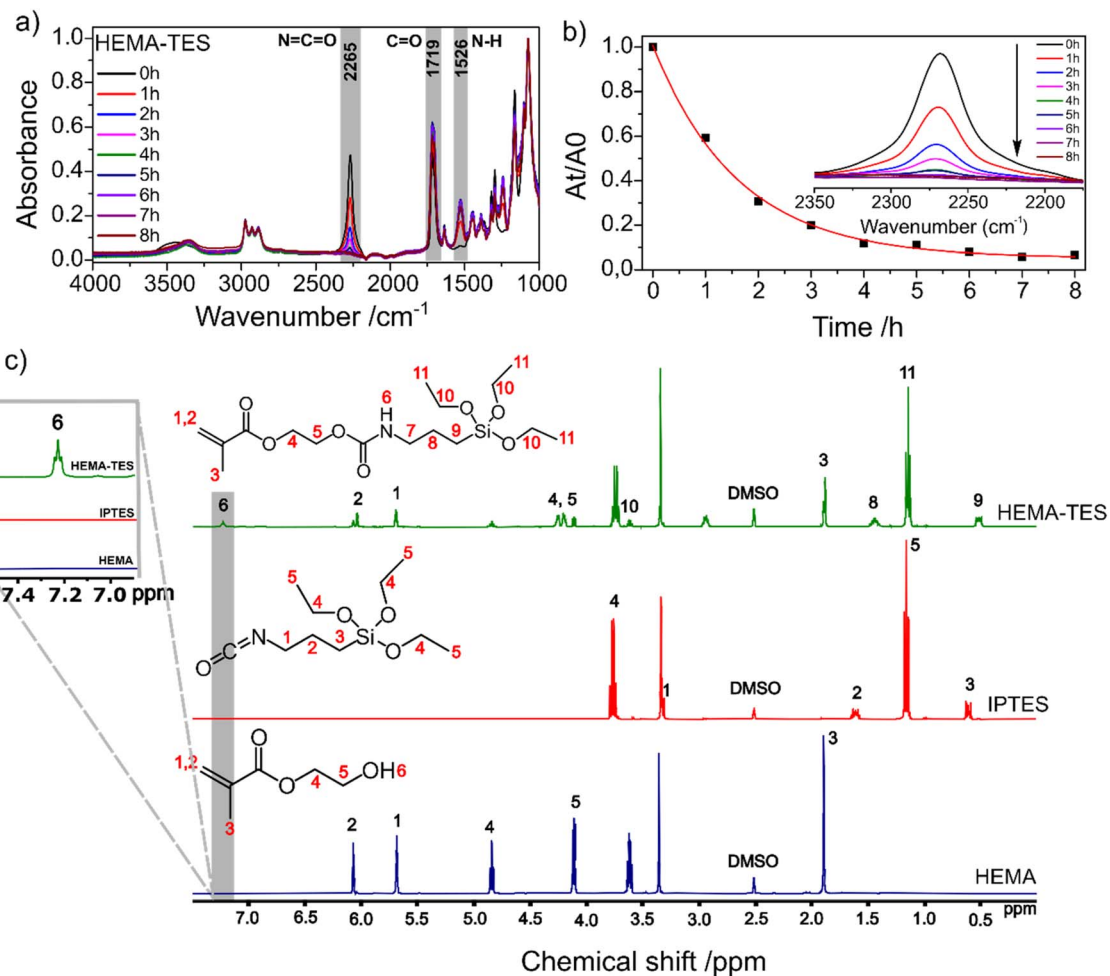 a)
HEMA-TES
N=C=O
2265
C=O
1719
1526
N-H
0h
1h
2h
3h
4h
5h
6h
7h
8h
1.0
0.8
0.6
0.4
0.2
0.0
Absorbance
4000 3500 3000 2500 2000 1500 1000
Wavenumber /cm-1
b)
1.0
0.8
0.6
0.4
0.2
0,0
At/A0
0h
1h
2h
3h
4h
5h
6h
7h
8h
2350 2300 2250 2200
Wavenumber (cm-1)
0 1 2 3 4 5 6 7 8
Time /h
c)
6
HEMA-TES
IPTES
HEMA
7.4 7.2 7.0 ppm
1,2
O
O
3
4
5
O
O
H
N
6
7
8
9
Si
O
O
O
10
10
10
11
11
11
6 2 1 4, 5 10 DMSO 3 8 11 9
HEMA-TES
O
C
N
1
2
3
Si
O
O
O
4
4
4
5
5
5
4 1 DMSO 2 5 3
IPTES
1,2
O
O
3
4
5
OH6
2 1 4 5 DMSO 3
HEMA
7.0 6.5 6.0 5.5 5.0 4.5 4.0 3.5 3.0 2.5 2.0 1.5 1.0 0.5 ppm
Chemical shift /ppm